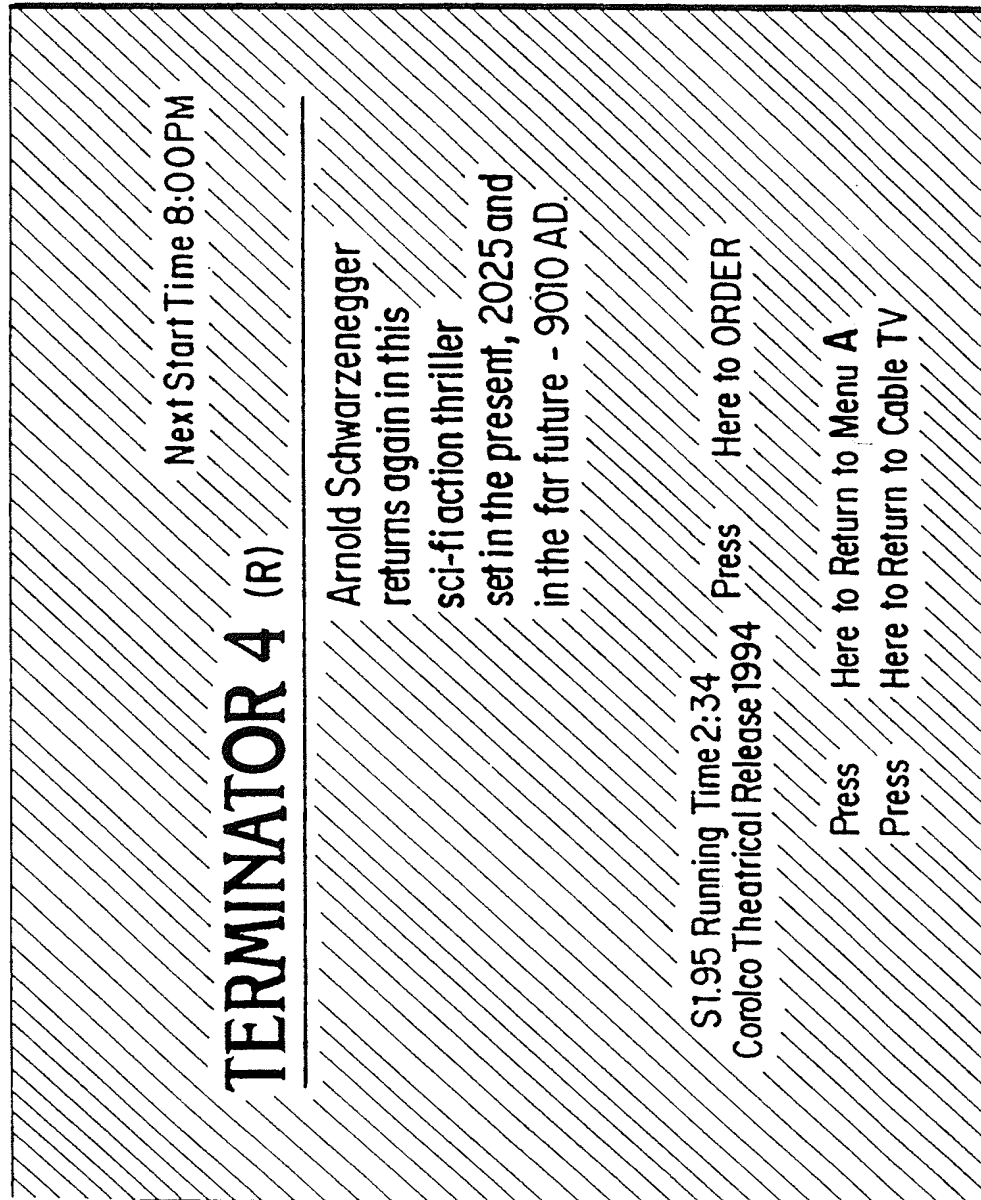 Next Start Time 8:00PM
TERMINATOR 4 (R)
Arnold Schwarzenegger
returns again in this
sci-fi action thriller
set in the present, 2025 and
in the far future - 9010 AD.
S1.95 Running Time 2:34
Corolco Theatrical Release 1994
Press Here to ORDER
Press Here to Return to Menu A
Press Here to Return to Cable TV